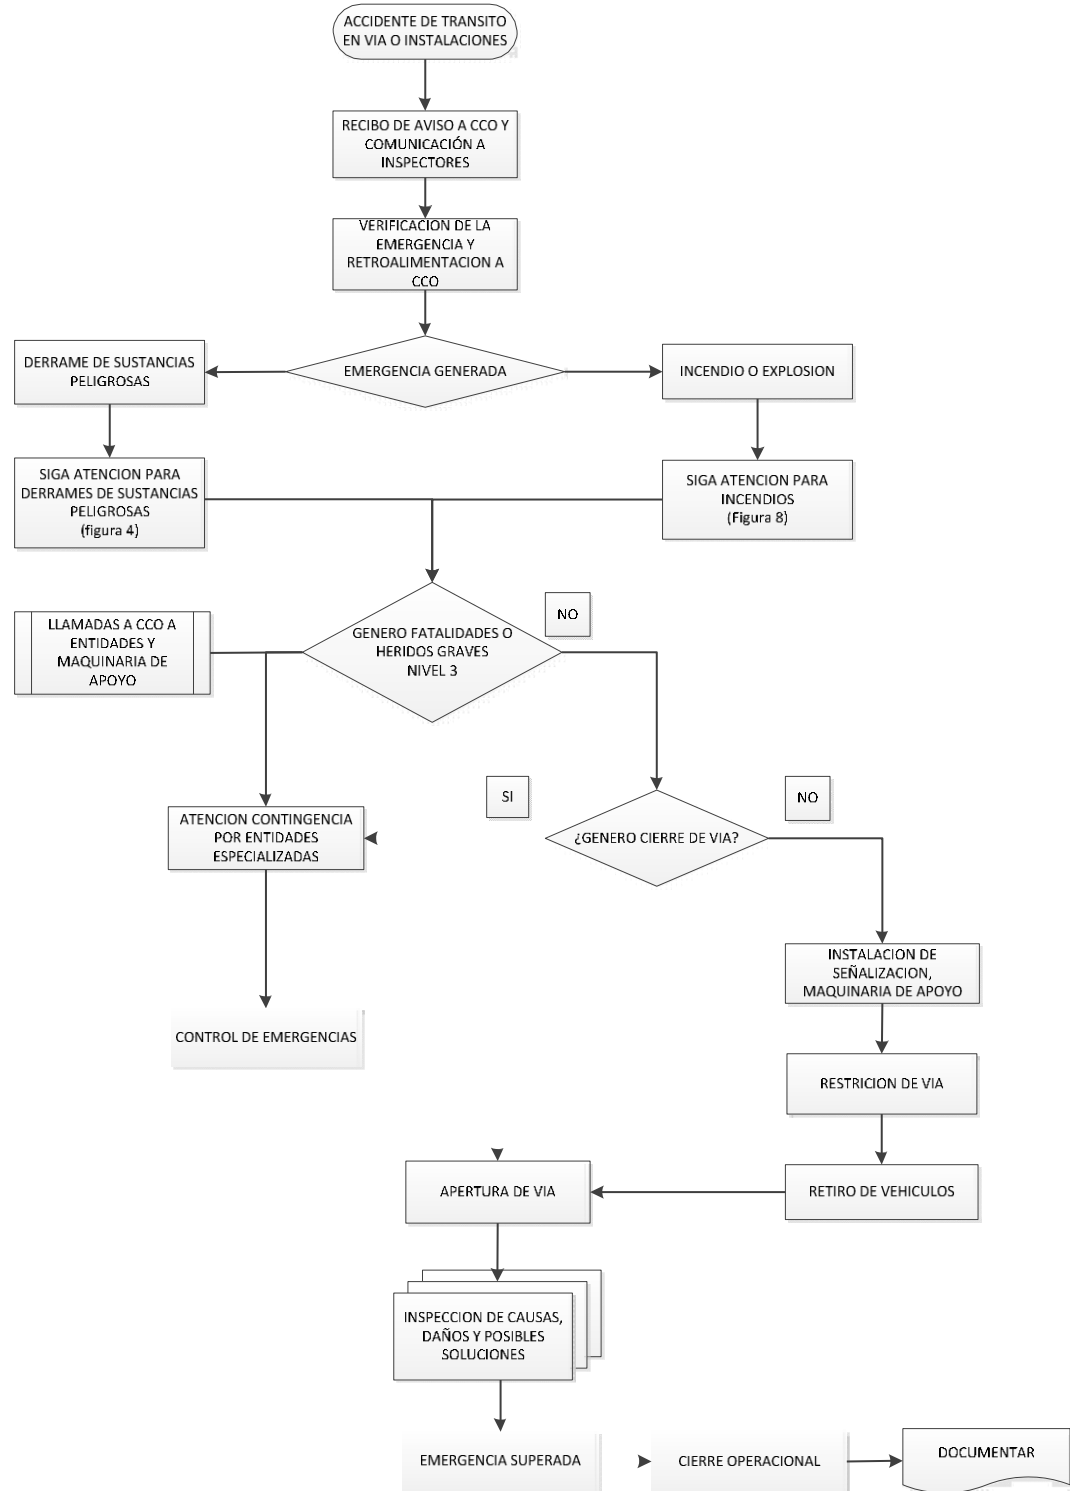 ACCIDENTE DE TRANSITO
EN VIA O INSTALACIONES
RECIBO DE AVISO A CCO Y
COMUNICACIÓN A
INSPECTORES
VERIFICACION DE LA
EMERGENCIA Y
RETROALIMENTACION A
CCO
DERRAME DE SUSTANCIAS
PELIGROSAS
EMERGENCIA GENERADA
INCENDIO O EXPLOSION
SIGA ATENCION PARA
DERRAMES DE SUSTANCIAS
PELIGROSAS
(figura 4)
SIGA ATENCION PARA
INCENDIOS
(Figura 8)
LLAMADAS A CCO A
ENTIDADES Y
MAQUINARIA DE
APOYO
GENERO FATALIDADES O
HERIDOS GRAVES
NIVEL 3
NO
SI
NO
ATENCION CONTINGENCIA
POR ENTIDADES
ESPECIALIZADAS
¿GENERO CIERRE DE VIA?
INSTALACION DE
SEÑALIZACION,
MAQUINARIA DE APOYO
CONTROL DE EMERGENCIAS
RESTRICION DE VIA
APERTURA DE VIA
RETIRO DE VEHICULOS
INSPECCION DE CAUSAS,
DAÑOS Y POSIBLES
SOLUCIONES
EMERGENCIA SUPERADA
CIERRE OPERACIONAL
DOCUMENTAR